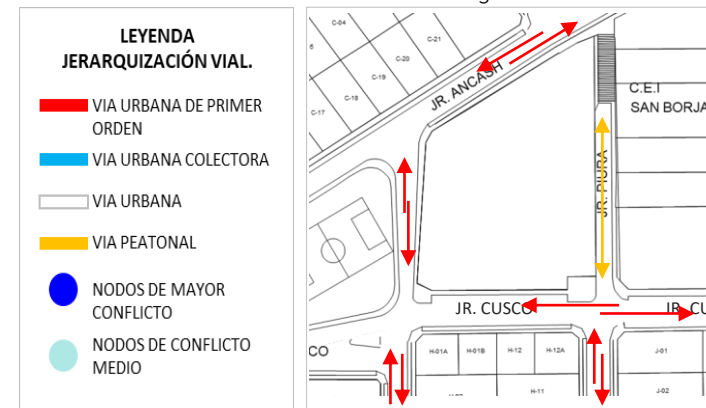 LEYENDA
JERARQUIZACIÓN VIAL.
VIA URBANA DE PRIMER
ORDEN
VIA URBANA COLECTORA
VIA URBANA
VIA PEATONAL
NODOS DE MAYOR
CONFLICTO
NODOS DE CONFLICTO
MEDIO
C-04
C-21
C-20
C-19
C-18
C-17
JR. ANCASH
C.E.I
SAN BORJA
JR. PIURA
JR. CUSCO
JR. CU
CO
H-01A
H-01B
H-12
H-12A
J-01
H-11
J-02